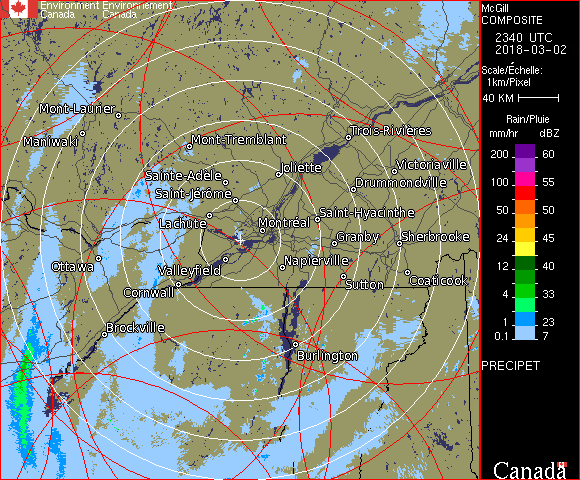 Environment Environnement
Canada Canada
McGill
COMPOSITE
2340 UTC
2018-03-02
Scale/Échelle:
1km/Pixel
40 KM
Rain/Pluie
mm/hr dBZ
200 60
100 55
50 50
24 45
12 40
4 33
1 23
0.1 7
PRECIPET
Canada
Mont-Laurier
Maniwaki
Mont-Tremblant
Trois-Rivières
Joliette
Victoriaville
Sainte-Adèle
Drummondville
Saint-Jérôme
Lachute
Saint-Hyacinthe
Montréal
Granby
Sherbrooke
Ottawa
Valleyfield
Napierville
Cornwall
Sutton
Coaticook
Brockville
Burlington